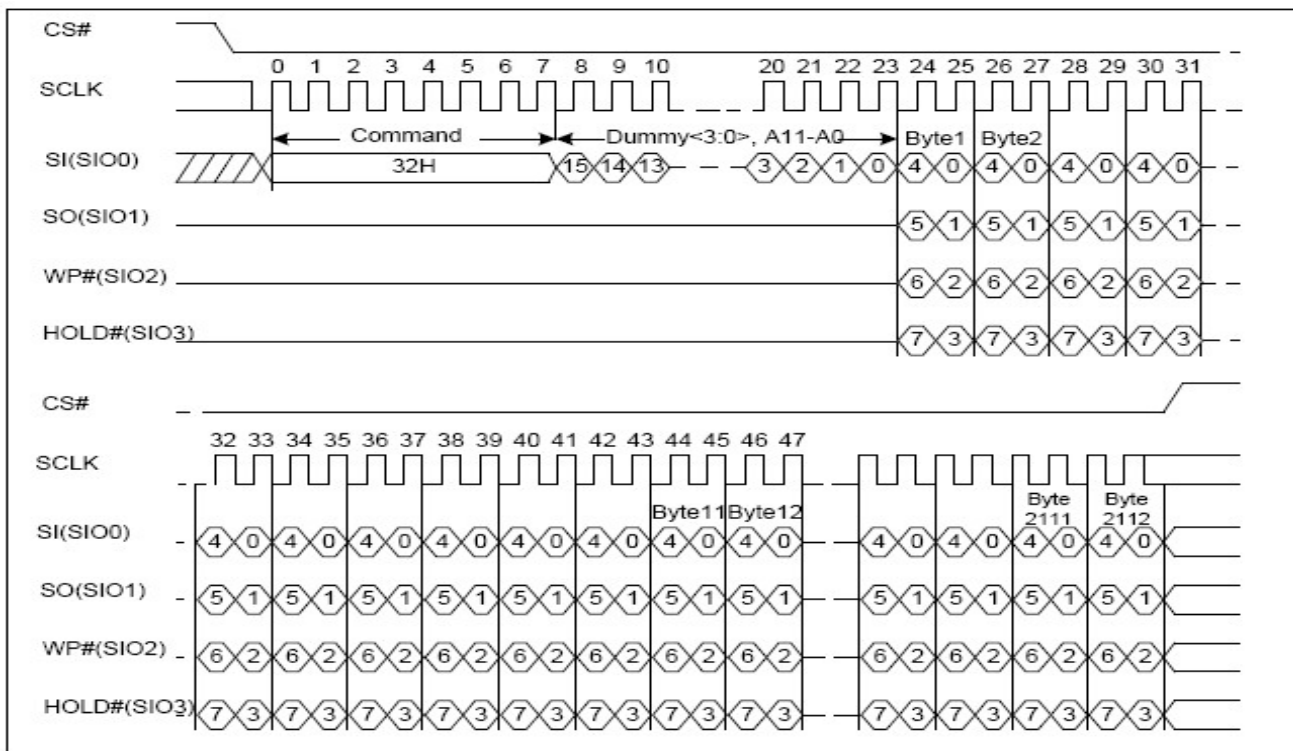 CS#
0 1 2 3 4 5 6 7 8 9 10 20 21 22 23 24 25 26 27 28 29 30 31
SCLK
Command Dummy<3:0>, A11-A0 Byte1 Byte2
SI(SIO0) 32H 15 14 13 3 2 1 0 4 0 4 0 4 0 4 0
SO(SIO1) 5 1 5 1 5 1 5 1
WP#(SIO2) 6 2 6 2 6 2 6 2
HOLD#(SIO3) 7 3 7 3 7 3 7 3
CS#
32 33 34 35 36 37 38 39 40 41 42 43 44 45 46 47
SCLK
Byte11 Byte12 Byte 2111 Byte 2112
SI(SIO0) 4 0 4 0 4 0 4 0 4 0 4 0 4 0 4 0 4 0 4 0 4 0 4 0
SO(SIO1) 5 1 5 1 5 1 5 1 5 1 5 1 5 1 5 1 5 1 5 1 5 1 5 1
WP#(SIO2) 6 2 6 2 6 2 6 2 6 2 6 2 6 2 6 2 6 2 6 2 6 2 6 2
HOLD#(SIO3) 7 3 7 3 7 3 7 3 7 3 7 3 7 3 7 3 7 3 7 3 7 3 7 3